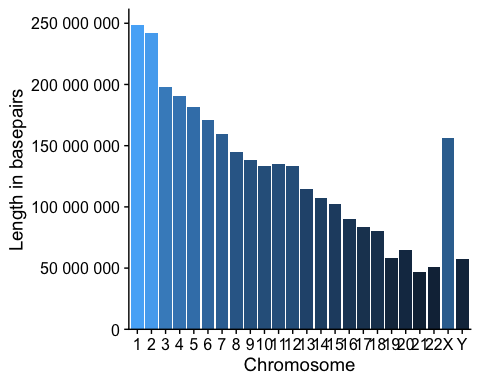 250 000 000
200 000 000
150 000 000
100 000 000
50 000 000
0
Length in basepairs
1 2 3 4 5 6 7 8 9 10 11 12 13 14 15 16 17 18 19 20 21 22 X Y
Chromosome